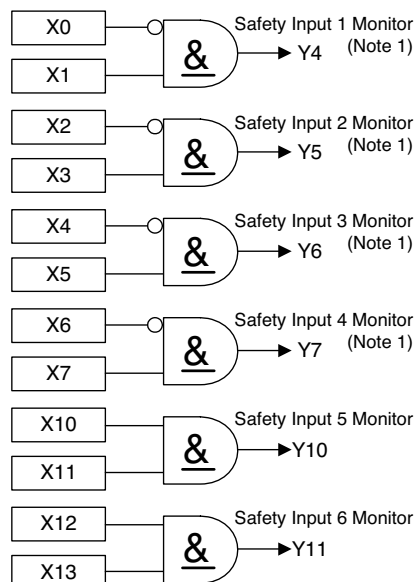 X0
Safety Input 1 Monitor
& Y4 (Note 1)
X1
X2
Safety Input 2 Monitor
& Y5 (Note 1)
X3
X4
Safety Input 3 Monitor
& Y6 (Note 1)
X5
X6
Safety Input 4 Monitor
& Y7 (Note 1)
X7
X10
Safety Input 5 Monitor
& Y10
X11
X12
Safety Input 6 Monitor
& Y11
X13